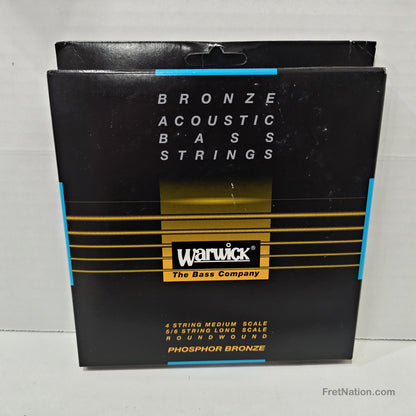 BRONZE
ACOUSTIC
BASS
STRINGS
Warwick®
The Bass Company
4 STRING MEDIUM SCALE
5/6 STRING LONG SCALE
ROUNDWOUND
PHOSPHOR BRONZE
FretNation.com